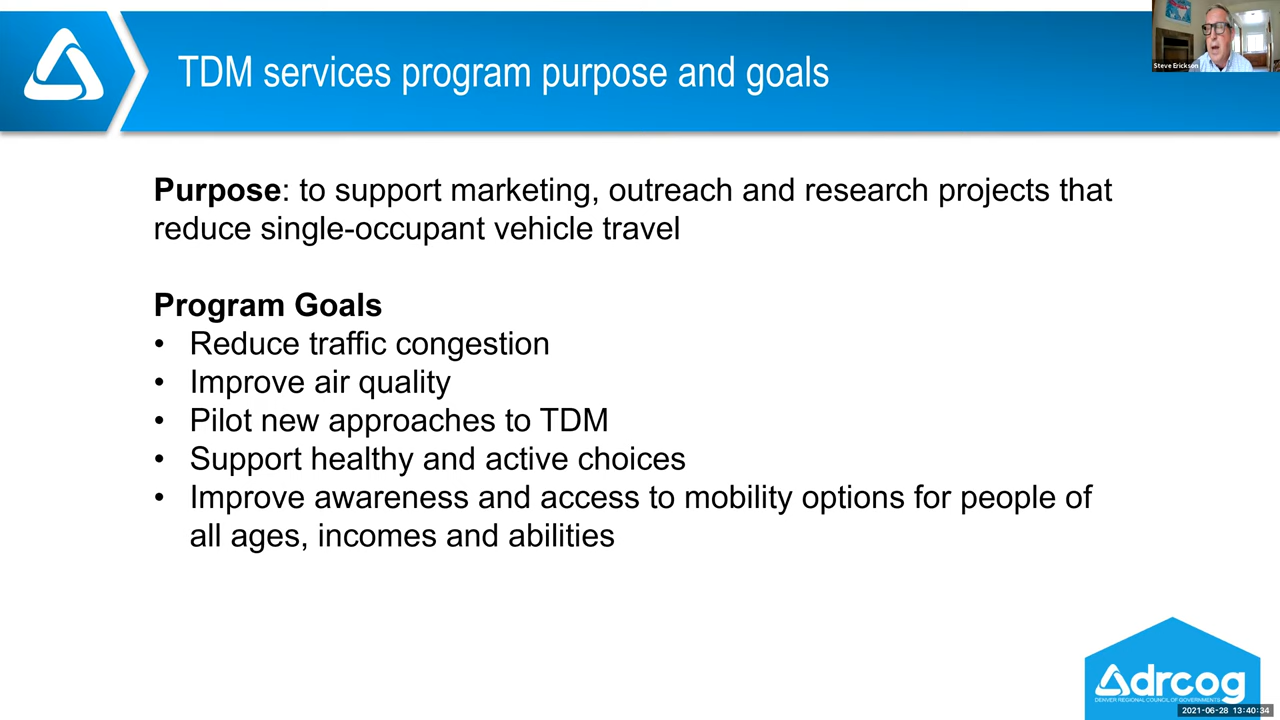 TDM services program purpose and goals
Steve Erickson
Purpose: to support marketing, outreach and research projects that
reduce single-occupant vehicle travel
Program Goals
• Reduce traffic congestion
• Improve air quality
• Pilot new approaches to TDM
• Support healthy and active choices
• Improve awareness and access to mobility options for people of
all ages, incomes and abilities
drcog
DENVER REGIONAL COUNCIL OF GOVERNMENTS
2021-06-28 13:40:34